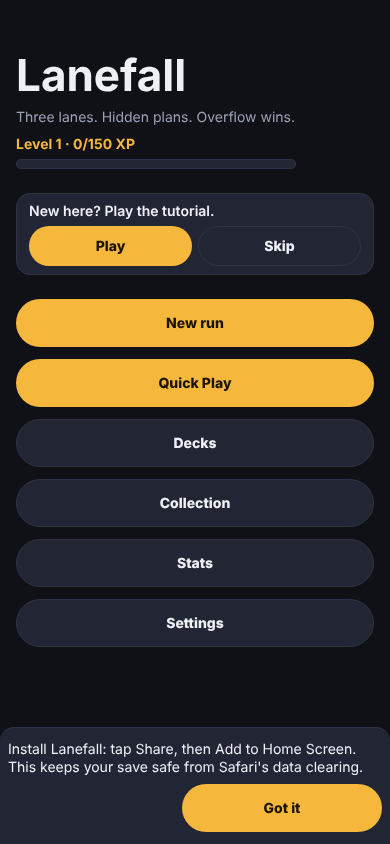 Lanefall
Three lanes. Hidden plans. Overflow wins.
Level 1 · 0/150 XP
New here? Play the tutorial.
Play
Skip
New run
Quick Play
Decks
Collection
Stats
Settings
Install Lanefall: tap Share, then Add to Home Screen.
This keeps your save safe from Safari's data clearing.
Got it